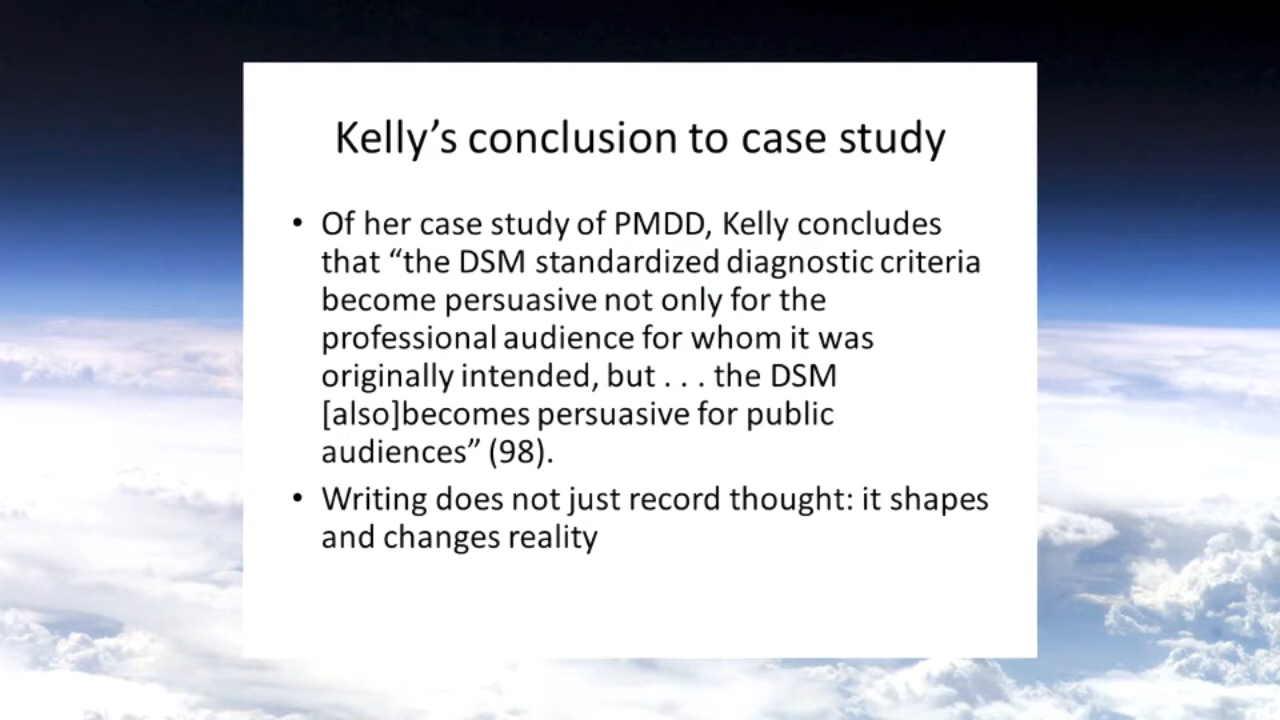 Kelly’s conclusion to case study
• Of her case study of PMDD, Kelly concludes
that “the DSM standardized diagnostic criteria
become persuasive not only for the
professional audience for whom it was
originally intended, but . . . the DSM
[also]becomes persuasive for public
audiences” (98).
• Writing does not just record thought: it shapes
and changes reality